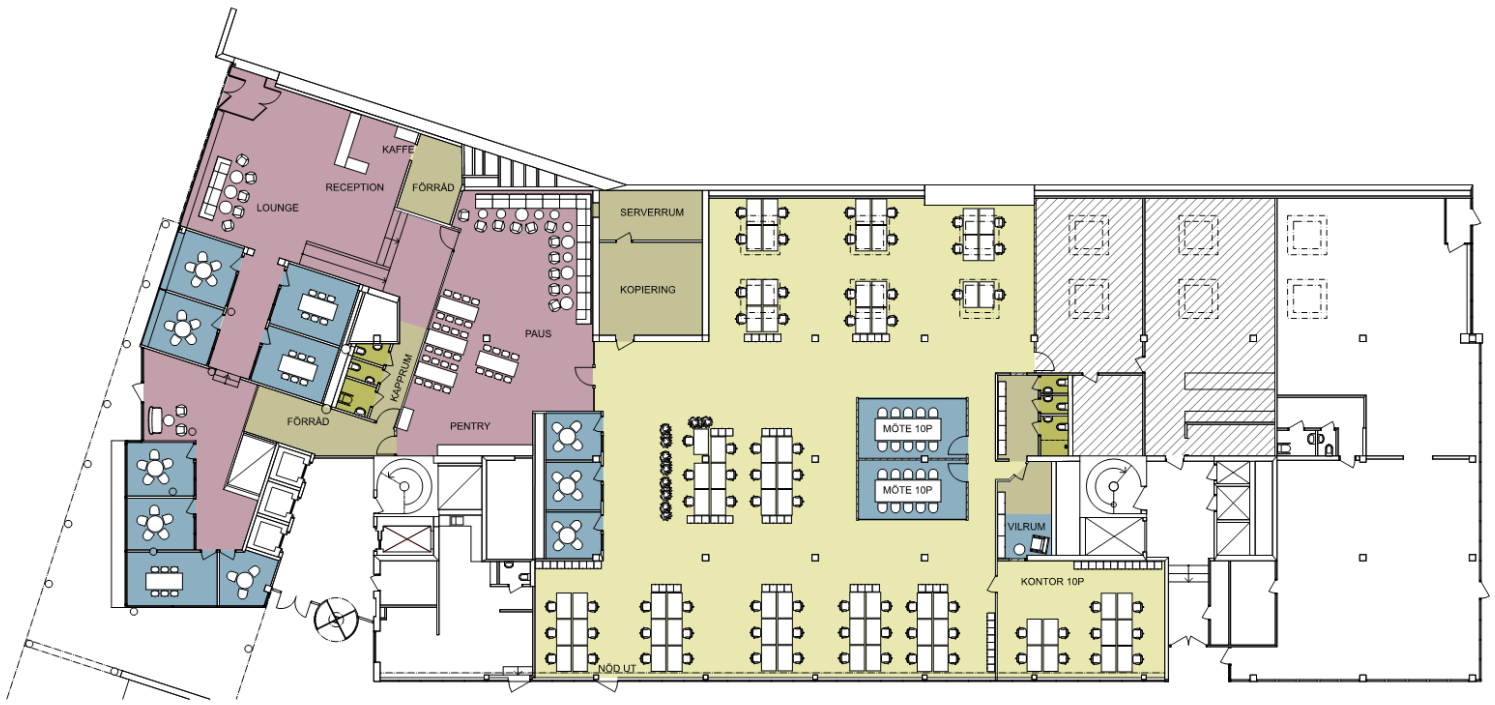 KAFFE
RECEPTION
FÖRRÅD
LOUNGE
SERVERRUM
KOPIERING
PAUS
KAPPRUM
FÖRRÅD
PENTRY
MÖTE 10P
MÖTE 10P
VILRUM
KONTOR 10P
NÖD UT